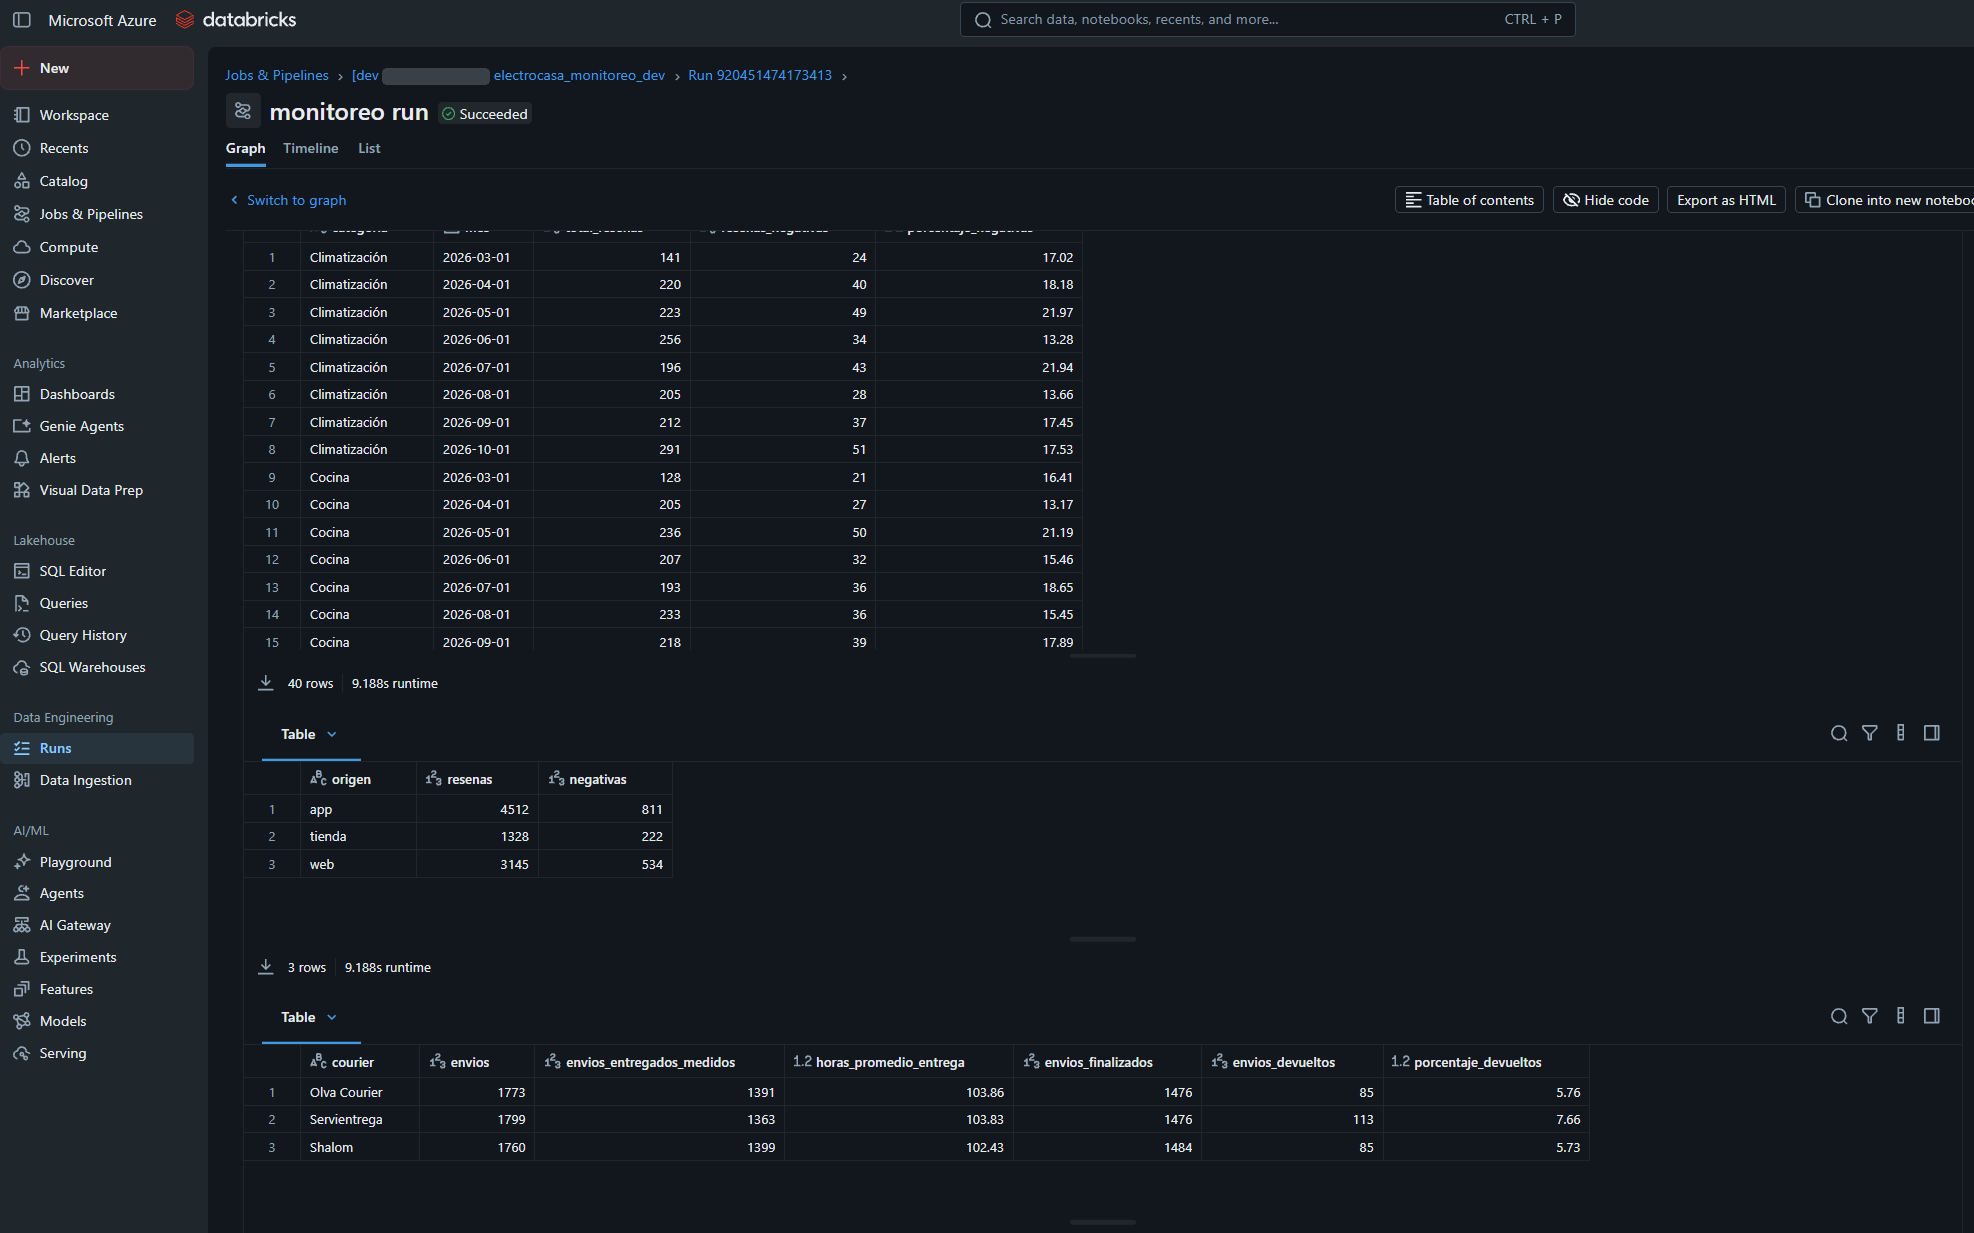 Microsoft Azure databricks
Search data, notebooks, recents, and more... CTRL + P
New
Workspace
Recents
Catalog
Jobs & Pipelines
Compute
Discover
Marketplace
Analytics
Dashboards
Genie Agents
Alerts
Visual Data Prep
Lakehouse
SQL Editor
Queries
Query History
SQL Warehouses
Data Engineering
Runs
Data Ingestion
AI/ML
Playground
Agents
AI Gateway
Experiments
Features
Models
Serving
Jobs & Pipelines › [dev electrocasa_monitoreo_dev › Run 920451474173413 ›
monitoreo run Succeeded
Graph Timeline List
Switch to graph
Table of contents Hide code Export as HTML Clone into new notebo
1 Climatización 2026-03-01 141 24 17.02
2 Climatización 2026-04-01 220 40 18.18
3 Climatización 2026-05-01 223 49 21.97
4 Climatización 2026-06-01 256 34 13.28
5 Climatización 2026-07-01 196 43 21.94
6 Climatización 2026-08-01 205 28 13.66
7 Climatización 2026-09-01 212 37 17.45
8 Climatización 2026-10-01 291 51 17.53
9 Cocina 2026-03-01 128 21 16.41
10 Cocina 2026-04-01 205 27 13.17
11 Cocina 2026-05-01 236 50 21.19
12 Cocina 2026-06-01 207 32 15.46
13 Cocina 2026-07-01 193 36 18.65
14 Cocina 2026-08-01 233 36 15.45
15 Cocina 2026-09-01 218 39 17.89
40 rows 9.188s runtime
Table
origen resenas negativas
1 app 4512 811
2 tienda 1328 222
3 web 3145 534
3 rows 9.188s runtime
Table
courier envios envios_entregados_medidos 1.2 horas_promedio_entrega envios_finalizados envios_devueltos 1.2 porcentaje_devueltos
1 Olva Courier 1773 1391 103.86 1476 85 5.76
2 Servientrega 1799 1363 103.83 1476 113 7.66
3 Shalom 1760 1399 102.43 1484 85 5.73